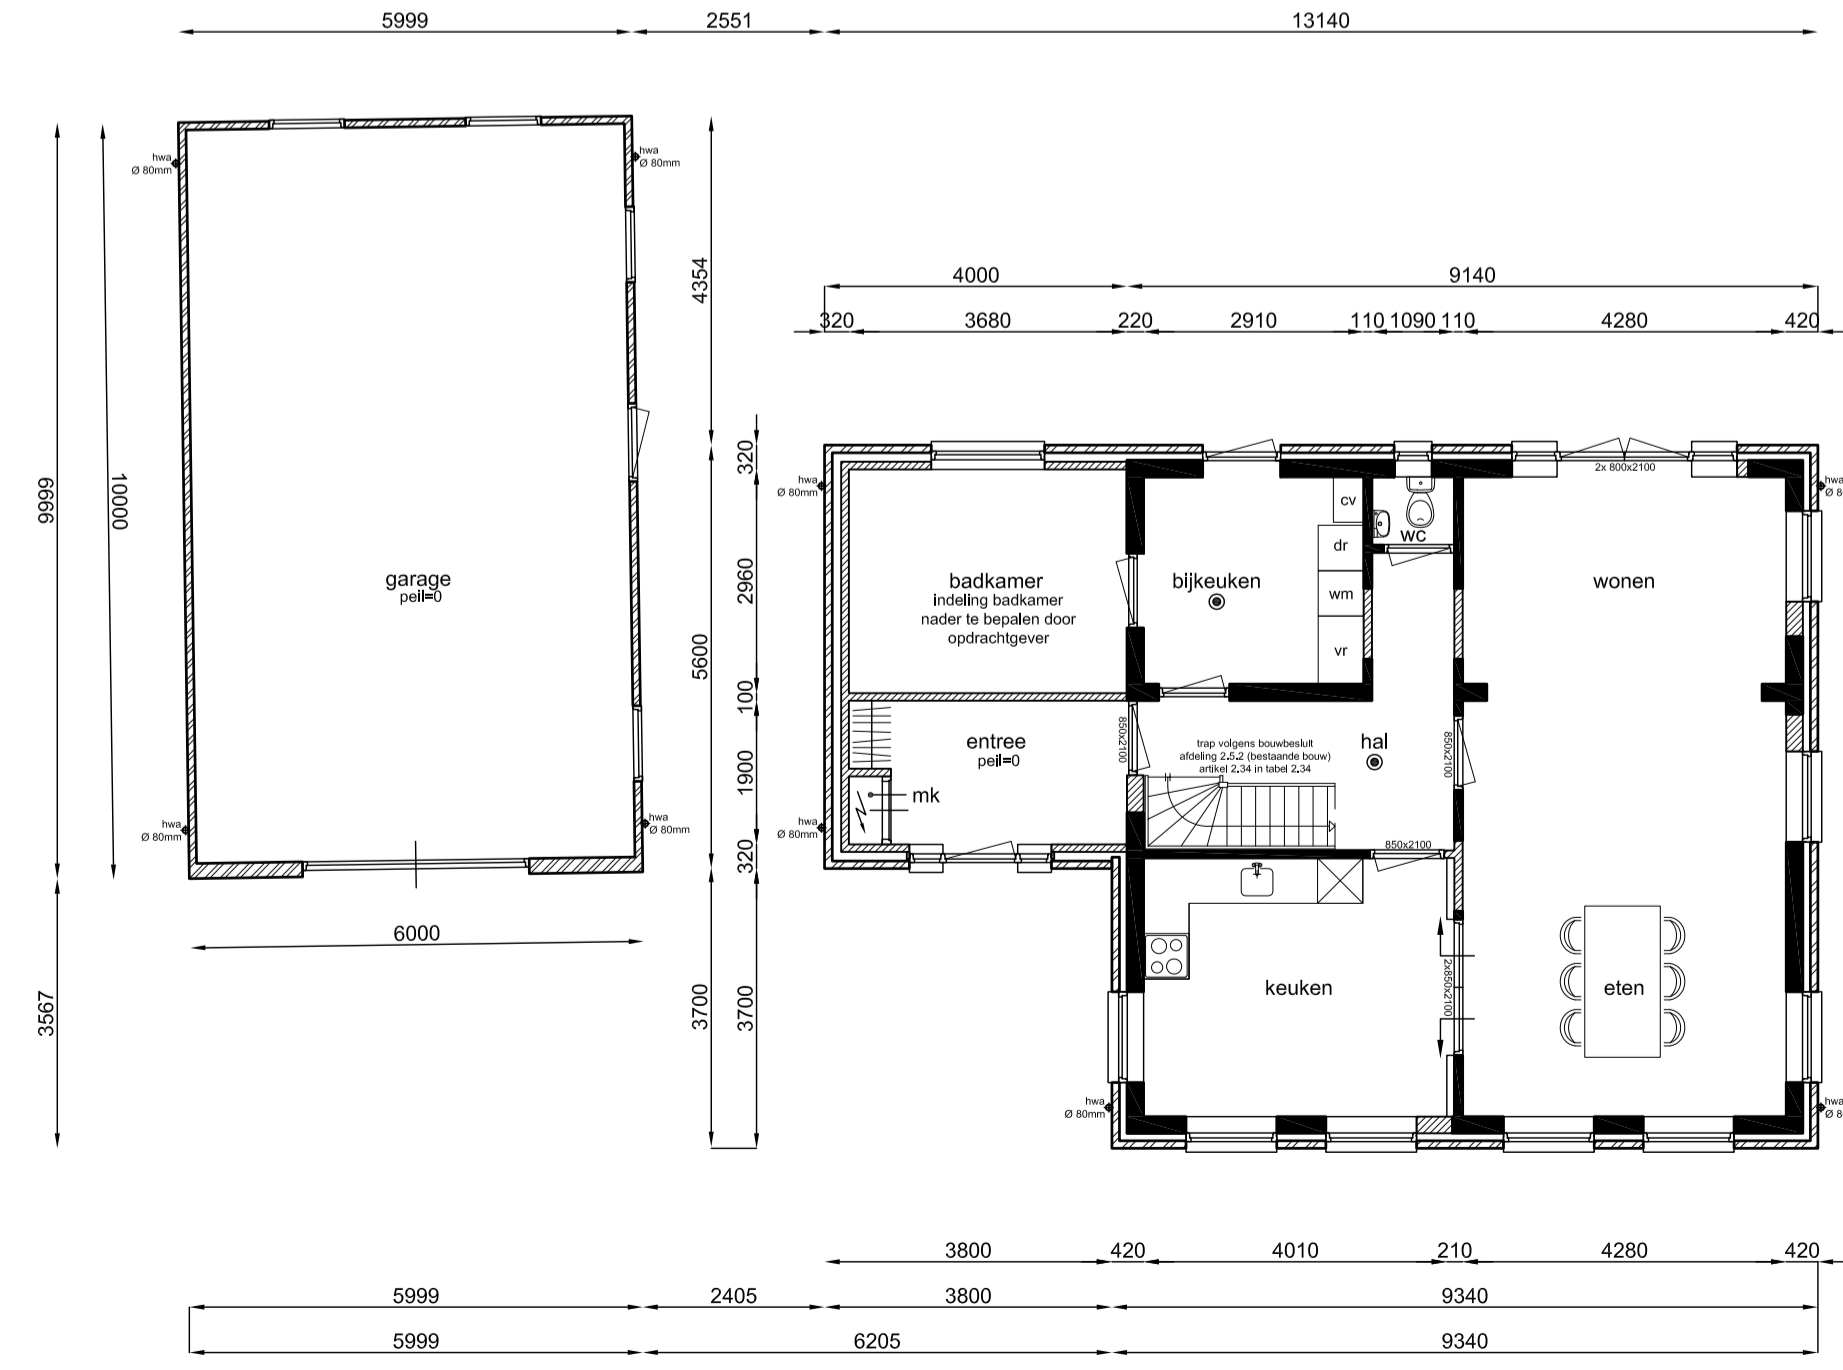 5999 2551 13140
hwa
Ø 80mm
hwa
Ø 80mm
4354
4000 9140
320 3680 220 2910 110 1090 110 4280 420
9999
10000
320
hwa
Ø 80mm
2x 800x2100
hwa
Ø 8
cv
dr
wc
wm
vr
garage
peil=0
badkamer
indeling badkamer
nader te bepalen door
opdrachtgever
bijkeuken
wonen
2960
5600
100
1900
320
entree
peil=0
850x2100
trap volgens bouwbesluit
afdeling 2.5.2 (bestaande bouw)
artikel 2.34 in tabel 2.34
hal
850x2100
mk
hwa
Ø 80mm
hwa
Ø 80mm
hwa
Ø 80mm
850x2100
6000
3567
3700
3700
keuken
2x850x2100
eten
hwa
Ø 80mm
hwa
Ø 8
3800 420 4010 210 4280 420
5999 2405 3800 9340
5999 6205 9340